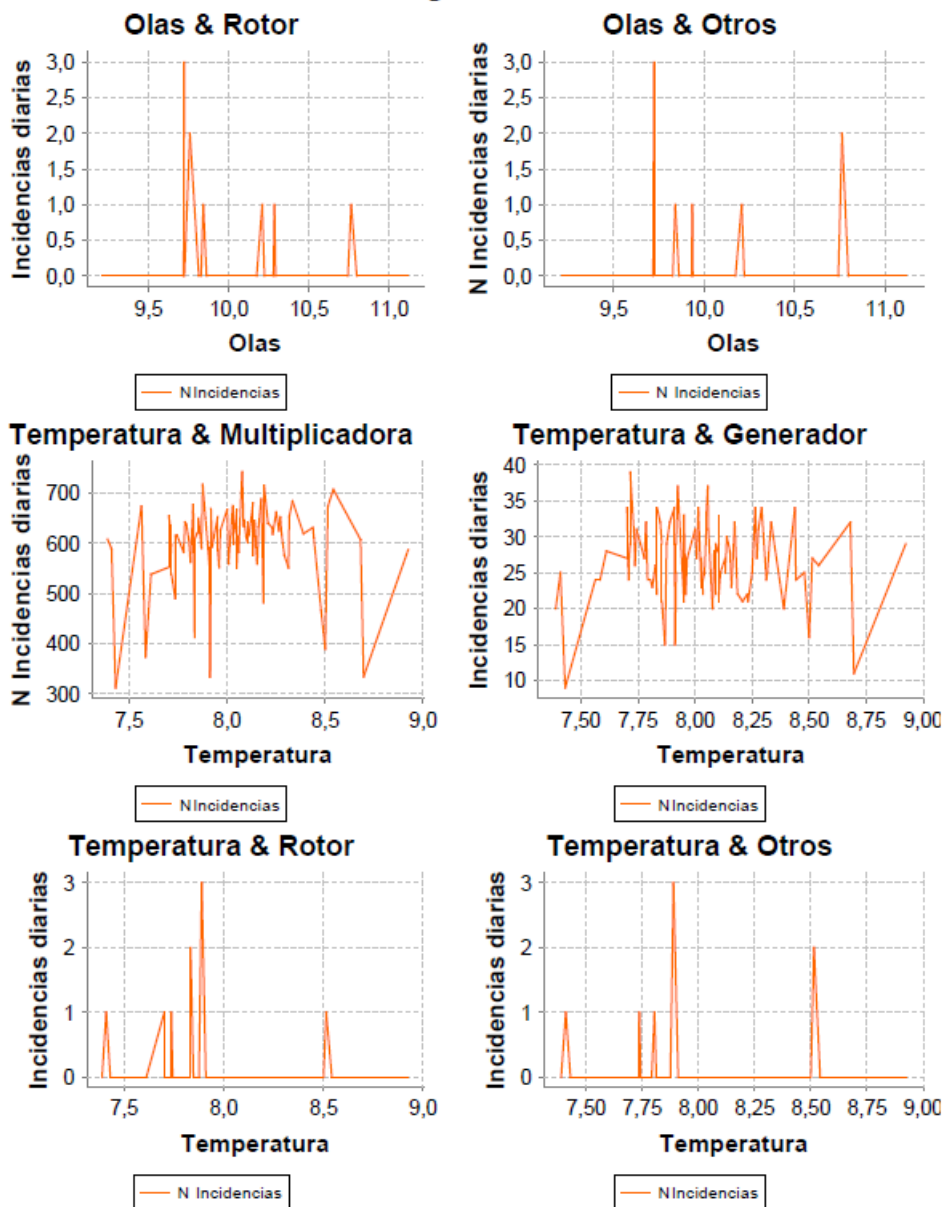 Olas & Rotor
Incidencias diarias
3,0
2,5
2,0
1,5
1,0
0,5
0,0
9,5 10,0 10,5 11,0
Olas
N Incidencias
Olas & Otros
N Incidencias diarias
3,0
2,5
2,0
1,5
1,0
0,5
0,0
9,5 10,0 10,5 11,0
Olas
N Incidencias
Temperatura & Multiplicadora
N Incidencias diarias
700
600
500
400
300
7,5 8,0 8,5 9,0
Temperatura
N Incidencias
Temperatura & Generador
Incidencias diarias
40
35
30
25
20
15
10
7,50 7,75 8,00 8,25 8,50 8,75 9,00
Temperatura
N Incidencias
Temperatura & Rotor
Incidencias diarias
3
2
1
0
7,5 8,0 8,5 9,0
Temperatura
N Incidencias
Temperatura & Otros
Incidencias diarias
3
2
1
0
7,50 7,75 8,00 8,25 8,50 8,75 9,00
Temperatura
N Incidencias